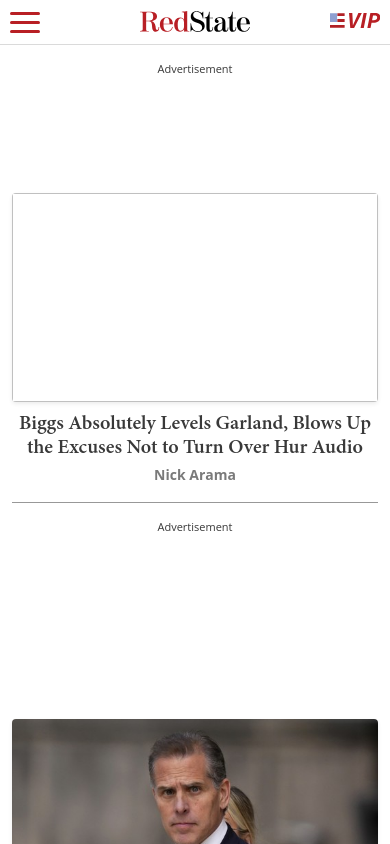 RedState
VIP
Advertisement
Biggs Absolutely Levels Garland, Blows Up
the Excuses Not to Turn Over Hur Audio
Nick Arama
Advertisement